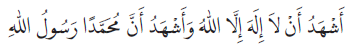 أَشْهَدُ أَنْ لَا إِلَهَ إِلَّا اللهُ وَأَشْهَدُ أَنَّ مُحَمَّدًا رَسُولُ اللهِ